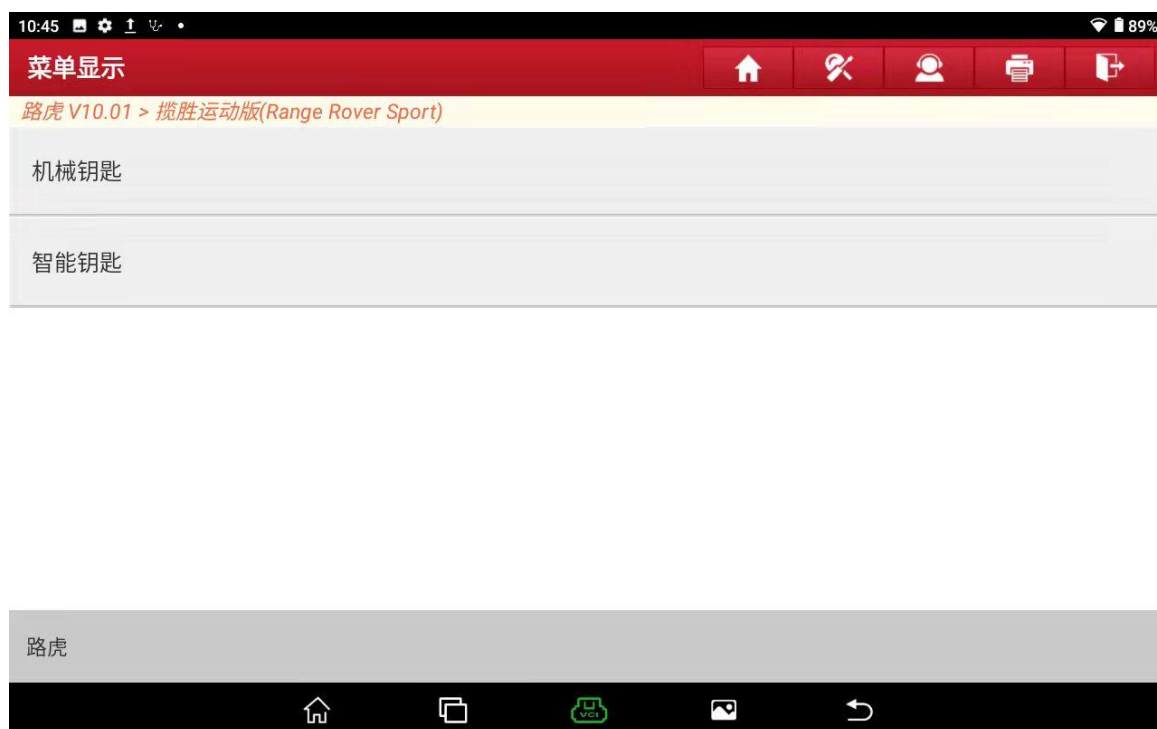 10:45
89%
菜单显示
路虎 V10.01 > 揽胜运动版(Range Rover Sport)
机械钥匙
智能钥匙
路虎
VCI